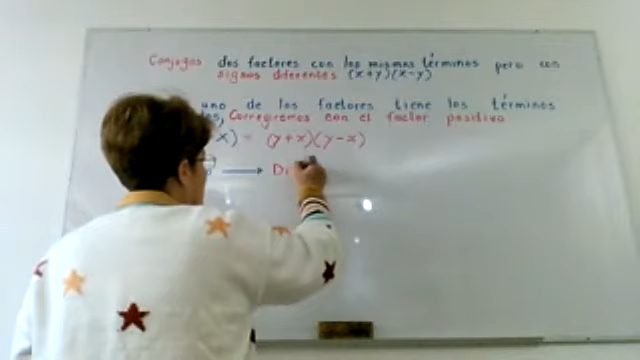 Conjugos dos factores con los mismos términos pero con
signos diferentes (x+y)(x-y)
uno de los factores tiene los términos
Corregiremos con el factor positivo
x) = (y+x)(y-x)